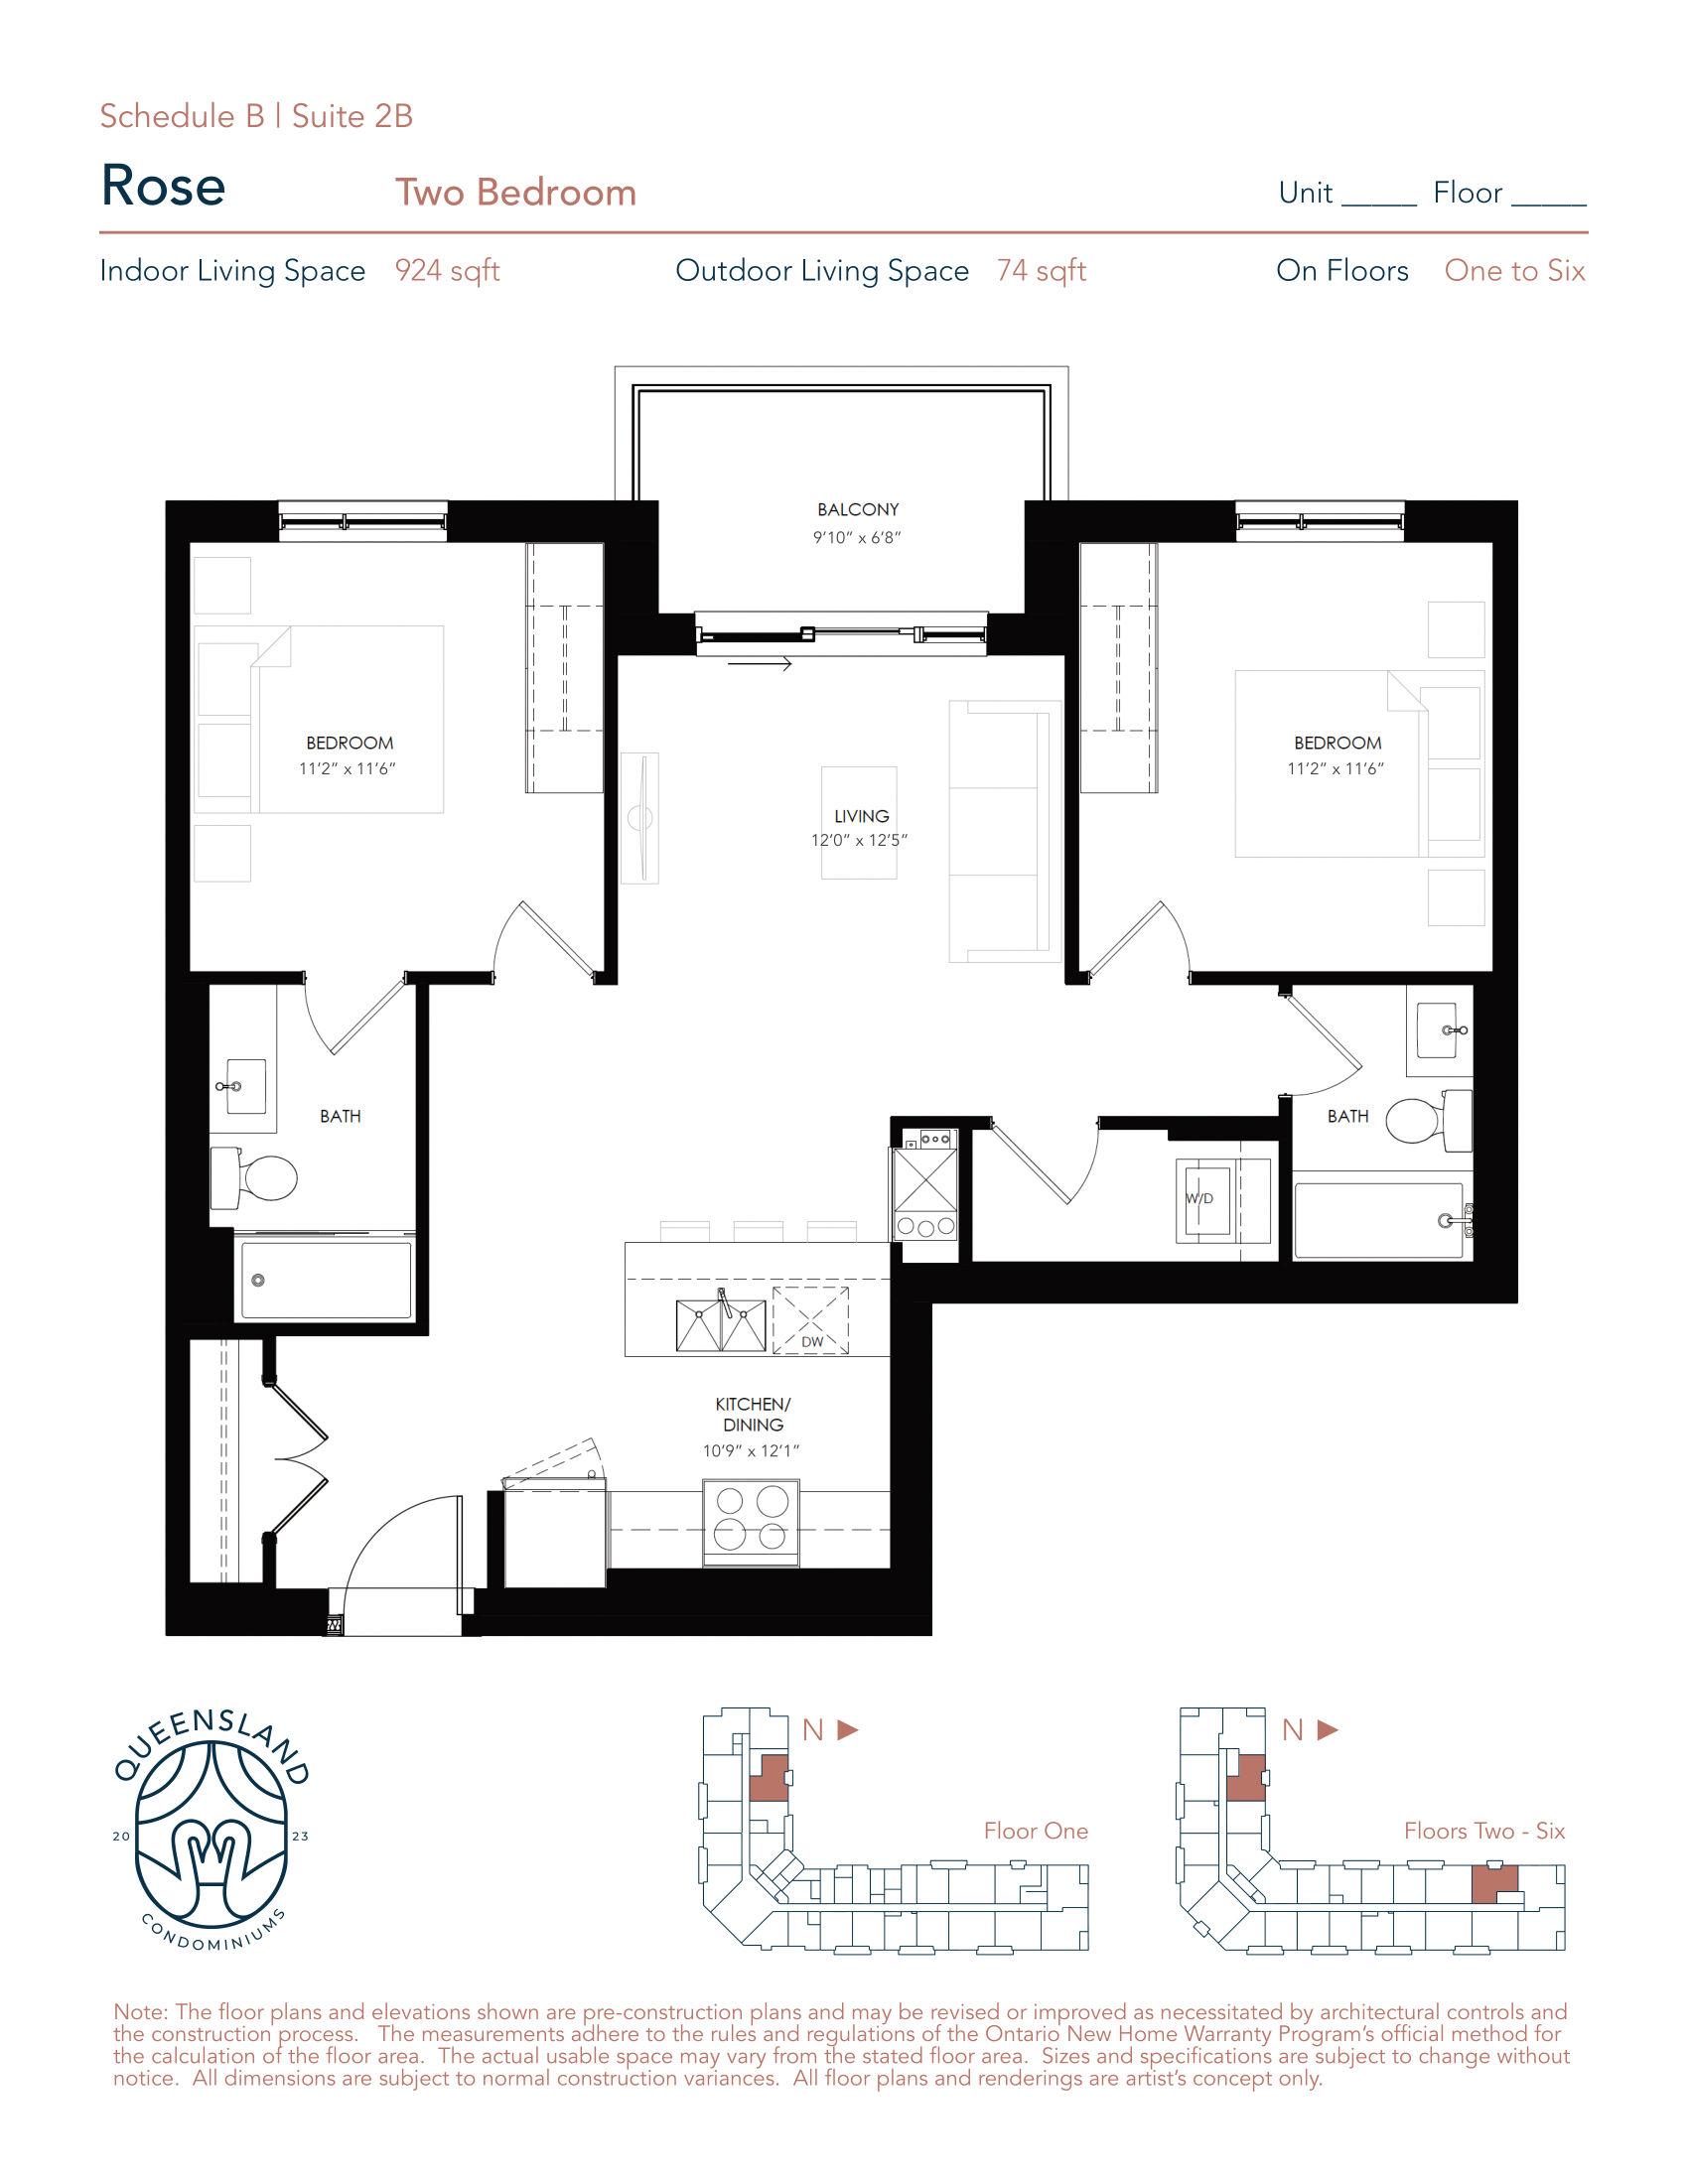 Schedule B | Suite 2B
Rose Two Bedroom Unit _____ Floor _____
Indoor Living Space 924 sqft Outdoor Living Space 74 sqft On Floors One to Six
BALCONY
9'10" x 6'8"
BEDROOM
11'2" x 11'6"
BEDROOM
11'2" x 11'6"
LIVING
12'0" x 12'5"
BATH
BATH
W/D
DW
KITCHEN/
DINING
10'9" x 12'1"
QUEENSLAND
20 23
CONDOMINIUMS
N
Floor One
N
Floors Two - Six
Note: The floor plans and elevations shown are pre-construction plans and may be revised or improved as necessitated by architectural controls and
the construction process. The measurements adhere to the rules and regulations of the Ontario New Home Warranty Program's official method for
the calculation of the floor area. The actual usable space may vary from the stated floor area. Sizes and specifications are subject to change without
notice. All dimensions are subject to normal construction variances. All floor plans and renderings are artist's concept only.